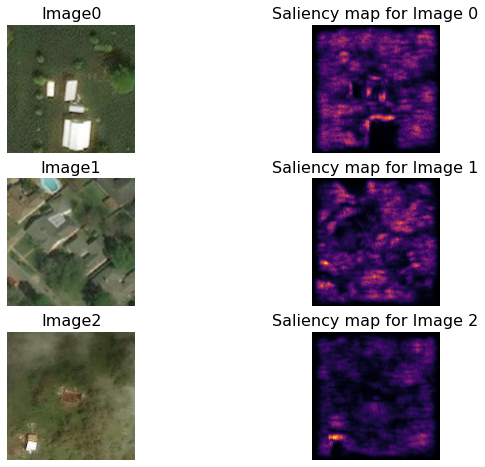 Image0
Saliency map for Image 0
Image1
Saliency map for Image 1
Image2
Saliency map for Image 2